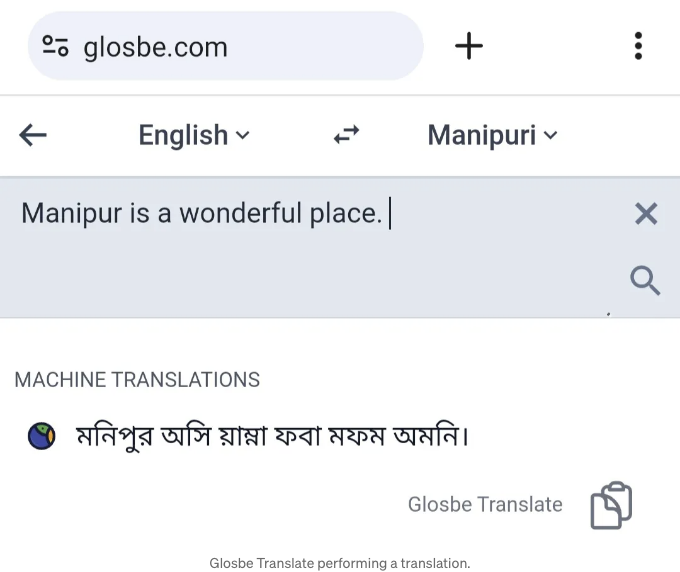 glosbe.com
English Manipuri
Manipur is a wonderful place.
MACHINE TRANSLATIONS
মনিপুর অসি য়াম্না ফবা মফম অমনি।
Glosbe Translate
Glosbe Translate performing a translation.